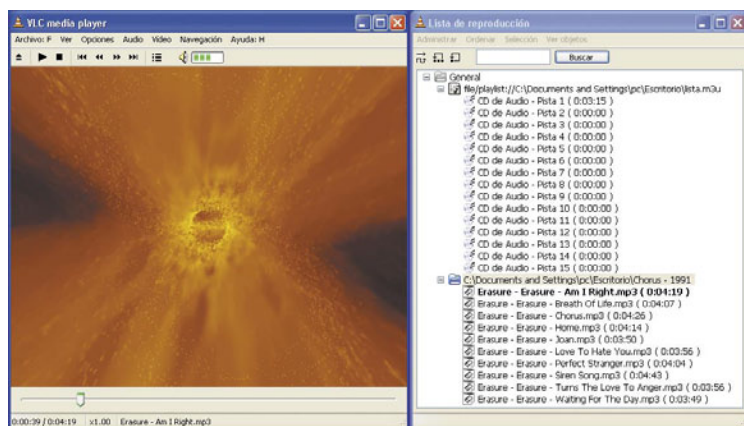 VLC media player
Archivo: F Ver Opciones Audio Video Navegación Ayuda: H
0:00:39 / 0:04:19 x1.00 Erasure - Am I Right.mp3
Lista de reproducción
Administrar Ordenar Selección Ver objetos
Buscar
General
file/playlist://C:\Documents and Settings\pc\Escritorio\lista.m3u
CD de Audio - Pista 1 ( 0:03:15 )
CD de Audio - Pista 2 ( 0:00:00 )
CD de Audio - Pista 3 ( 0:00:00 )
CD de Audio - Pista 4 ( 0:00:00 )
CD de Audio - Pista 5 ( 0:00:00 )
CD de Audio - Pista 6 ( 0:00:00 )
CD de Audio - Pista 7 ( 0:00:00 )
CD de Audio - Pista 8 ( 0:00:00 )
CD de Audio - Pista 9 ( 0:00:00 )
CD de Audio - Pista 10 ( 0:00:00 )
CD de Audio - Pista 11 ( 0:00:00 )
CD de Audio - Pista 12 ( 0:00:00 )
CD de Audio - Pista 13 ( 0:00:00 )
CD de Audio - Pista 14 ( 0:00:00 )
CD de Audio - Pista 15 ( 0:00:00 )
C:\Documents and Settings\pc\Escritorio\Chorus - 1991
Erasure - Erasure - Am I Right.mp3 ( 0:04:19 )
Erasure - Erasure - Breath Of Life.mp3 ( 0:04:07 )
Erasure - Erasure - Chorus.mp3 ( 0:04:26 )
Erasure - Erasure - Home.mp3 ( 0:04:14 )
Erasure - Erasure - Joan.mp3 ( 0:03:50 )
Erasure - Erasure - Love To Hate You.mp3 ( 0:03:56 )
Erasure - Erasure - Perfect Stranger.mp3 ( 0:04:04 )
Erasure - Erasure - Siren Song.mp3 ( 0:04:43 )
Erasure - Erasure - Turns The Love To Anger.mp3 ( 0:03:56 )
Erasure - Erasure - Waiting For The Day.mp3 ( 0:03:49 )